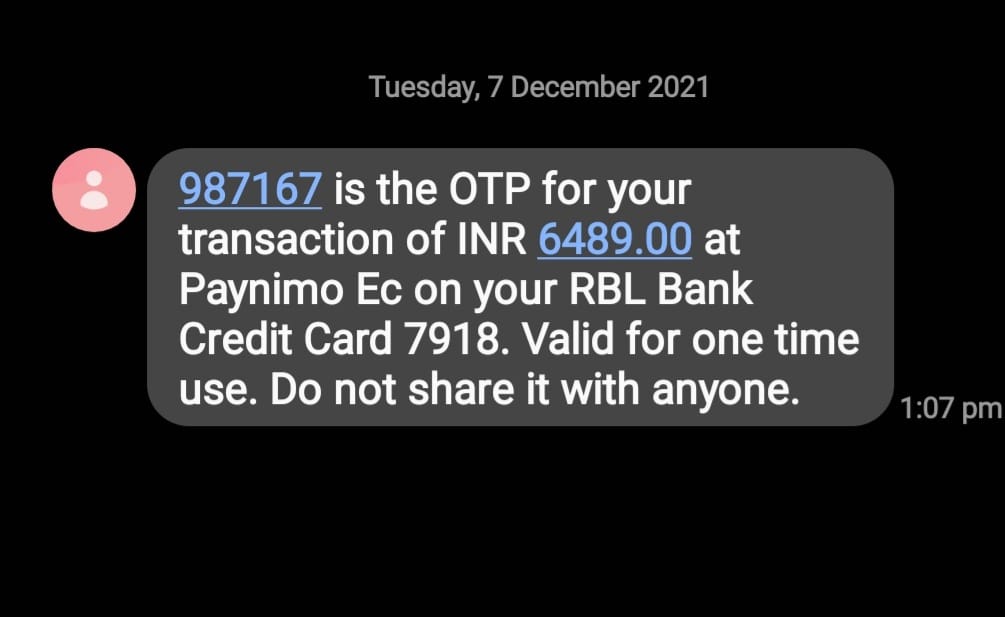 Tuesday, 7 December 2021
987167 is the OTP for your
transaction of INR 6489.00 at
Paynimo Ec on your RBL Bank
Credit Card 7918. Valid for one time
use. Do not share it with anyone.
1:07 pm